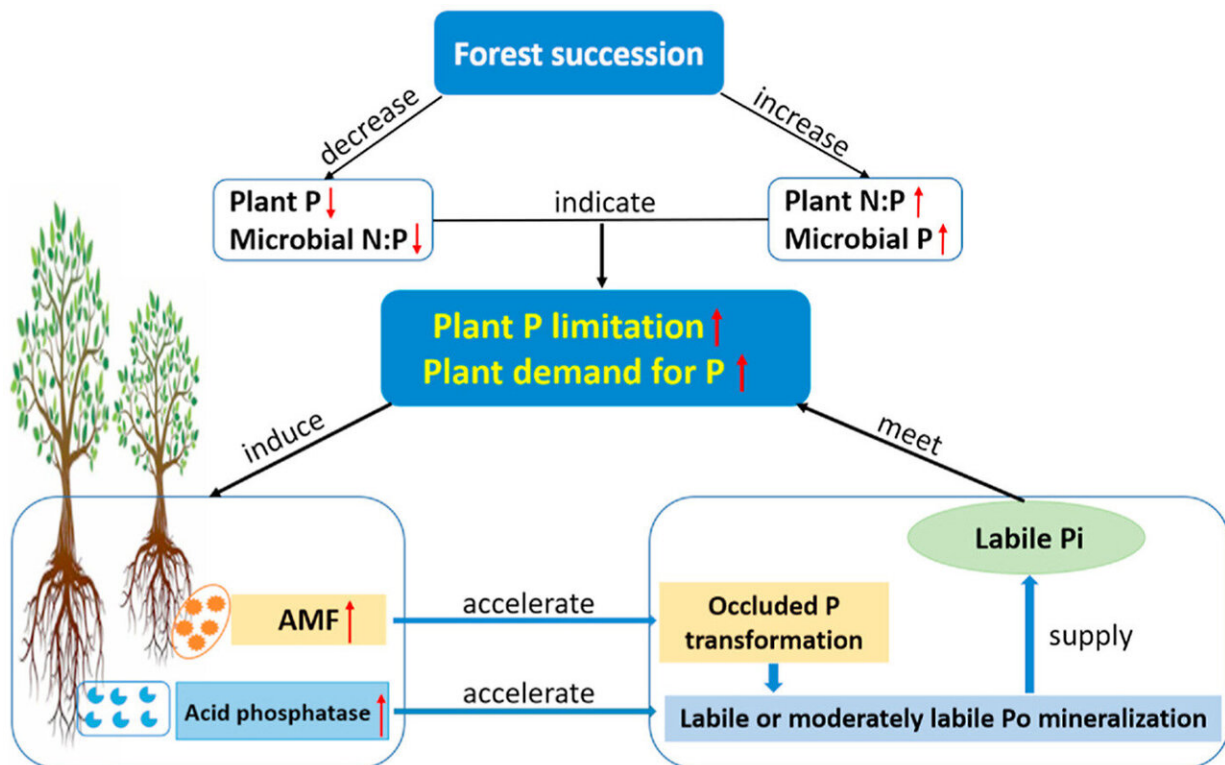 Forest succession
decrease
increase
Plant P ↓
Microbial N:P ↓
indicate
Plant N:P ↑
Microbial P ↑
Plant P limitation ↑
Plant demand for P ↑
induce
meet
Labile Pi
AMF ↑
accelerate
Occluded P
transformation
supply
Acid phosphatase ↑
accelerate
Labile or moderately labile Po mineralization